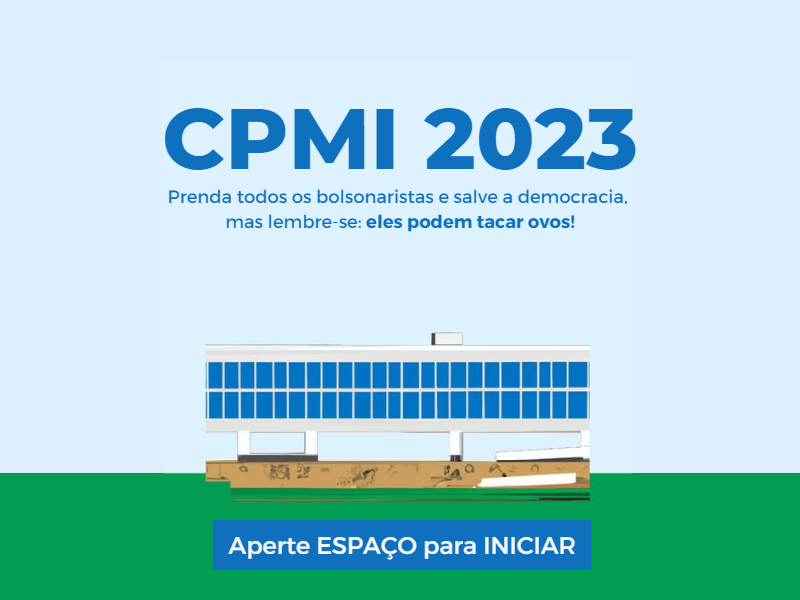 CPMI 2023
Prenda todos os bolsonaristas e salve a democracia,
mas lembre-se: eles podem tacar ovos!
Aperte ESPAÇO para INICIAR